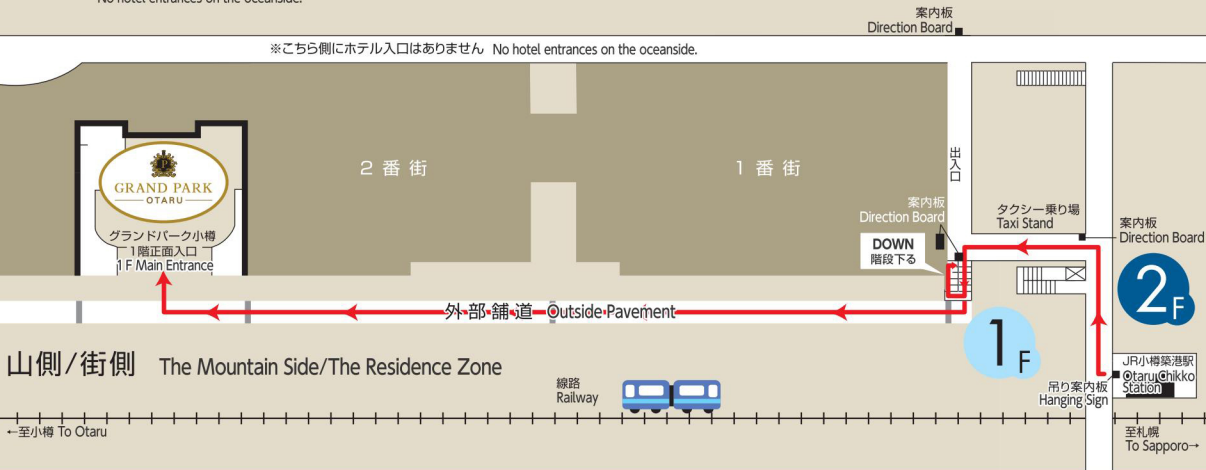 No hotel entrances on the oceanside.
案内板
Direction Board
※こちら側にホテル入口はありません No hotel entrances on the oceanside.
GRAND PARK
OTARU
グランドパーク小樽
1階正面入口
1F Main Entrance
2番街
1番街
出入口
案内板
Direction Board
タクシー乗り場
Taxi Stand
案内板
Direction Board
DOWN
階段下る
外部舗道 Outside Pavement
1F
2F
山側/街側 The Mountain Side/The Residence Zone
線路
Railway
JR小樽築港駅
Otaru Chikko
Station
吊り案内板
Hanging Sign
←至小樽 To Otaru
至札幌
To Sapporo→